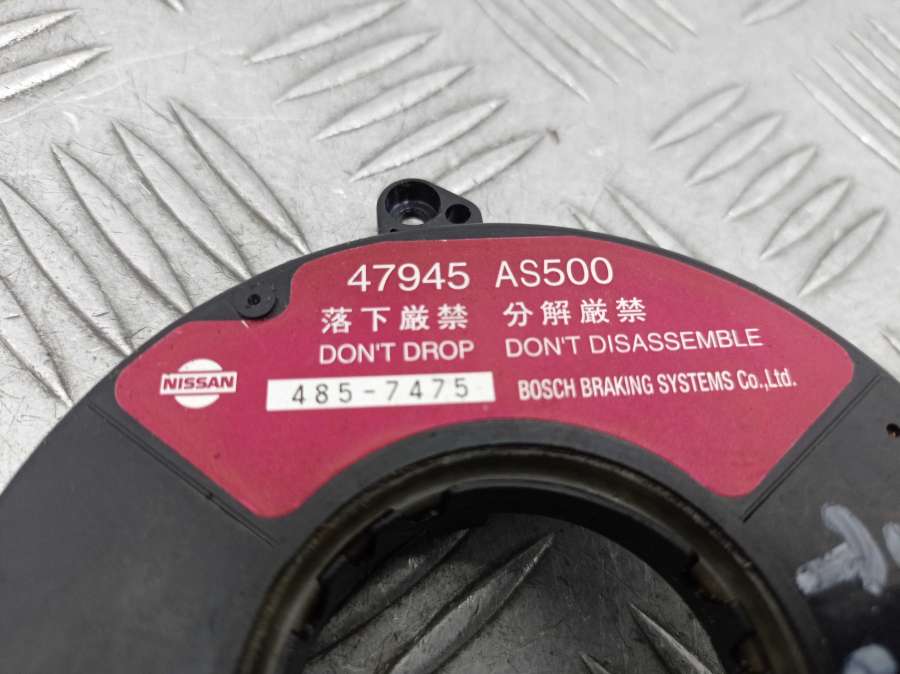 47945 AS500
落下厳禁 分解厳禁
DON'T DROP DON'T DISASSEMBLE
NISSAN 485-7475 BOSCH BRAKING SYSTEMS Co.,Ltd.